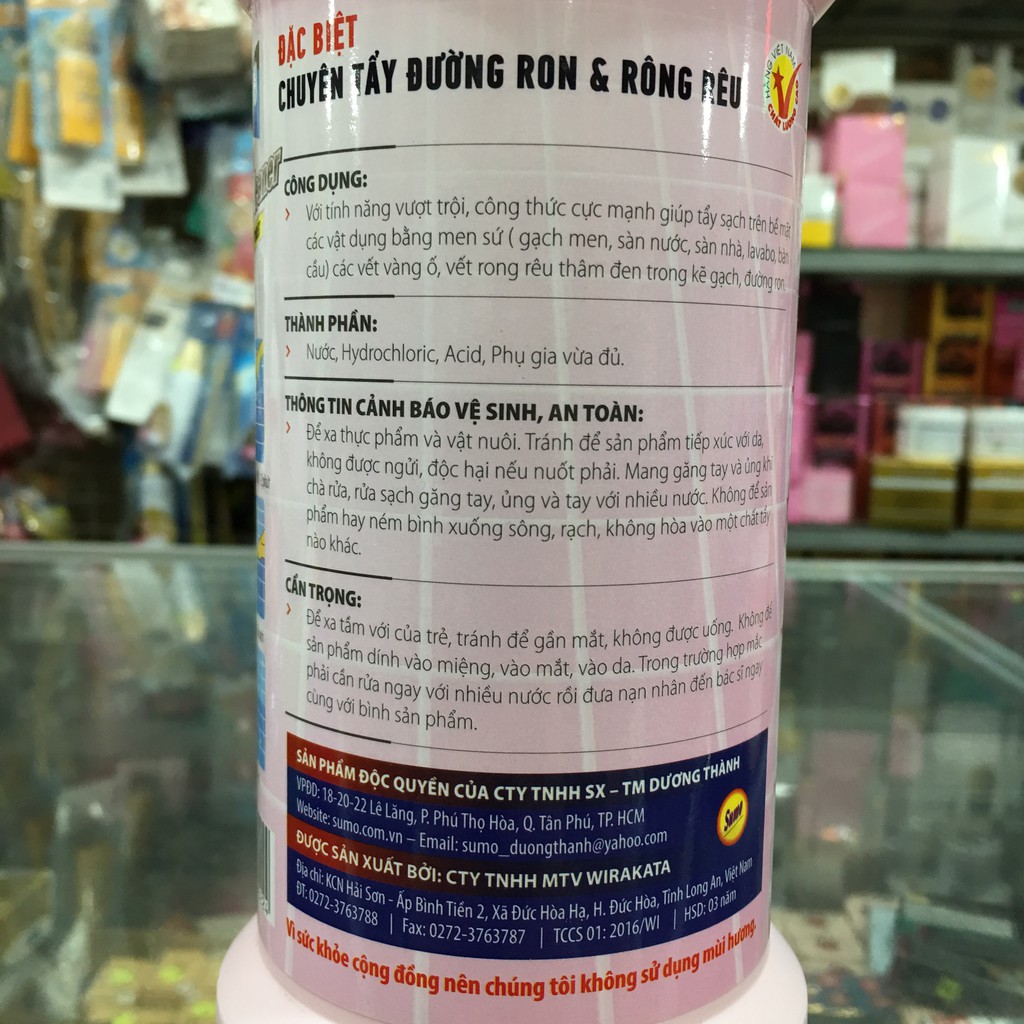 ĐẶC BIỆT
CHUYÊN TẨY ĐƯỜNG RON & RÔNG RÊU
HÀNG VIỆT NAM
CHẤT LƯỢNG CAO
CÔNG DỤNG:
Với tính năng vượt trội, công thức cực mạnh giúp tẩy sạch trên bề mặt
các vật dụng bằng men sứ ( gạch men, sàn nước, sàn nhà, lavabo, bàn
cầu) các vết vàng ố, vết rong rêu thâm đen trong kẽ gạch, đường ron.
THÀNH PHẦN:
Nước, Hydrochloric, Acid, Phụ gia vừa đủ.
THÔNG TIN CẢNH BÁO VỆ SINH, AN TOÀN:
Để xa thực phẩm và vật nuôi. Tránh để sản phẩm tiếp xúc với da,
không được ngửi, độc hại nếu nuốt phải. Mang găng tay và ủng khi
chà rửa, rửa sạch găng tay, ủng và tay với nhiều nước. Không để sản
phẩm hay ném bình xuống sông, rạch, không hòa vào một chất tẩy
nào khác.
CẨN TRỌNG:
Để xa tầm với của trẻ, tránh để gần mắt, không được uống. Không để
sản phẩm dính vào miệng, vào mắt, vào da. Trong trường hợp mắc
phải cần rửa ngay với nhiều nước rồi đưa nạn nhân đến bác sĩ ngay
cùng với bình sản phẩm.
SẢN PHẨM ĐỘC QUYỀN CỦA CTY TNHH SX – TM DƯƠNG THÀNH
VPĐD: 18-20-22 Lê Lăng, P. Phú Thọ Hòa, Q. Tân Phú, TP. HCM
Website: sumo.com.vn – Email: sumo_duongthanh@yahoo.com
Sumo
ĐƯỢC SẢN XUẤT BỞI: CTY TNHH MTV WIRAKATA
Địa chỉ: KCN Hải Sơn - Ấp Bình Tiền 2, Xã Đức Hòa Hạ, H. Đức Hòa, Tỉnh Long An, Việt Nam
ĐT: 0272-3763788 | Fax: 0272-3763787 | TCCS 01: 2016/WI | HSD: 03 năm
Vì sức khỏe cộng đồng nên chúng tôi không sử dụng mùi hương.